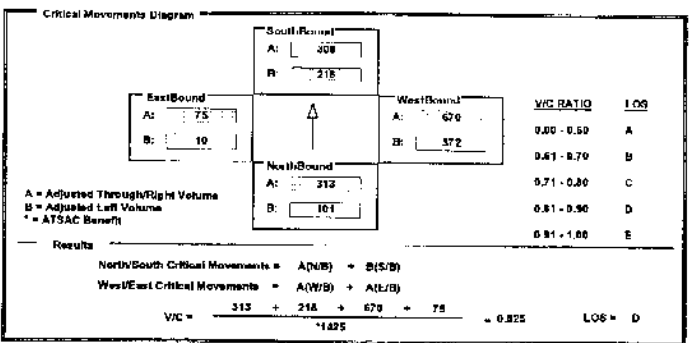 Critical Movements Diagram
SouthBound
A: 308
B: 218
EastBound
A: 75
B: 10
WestBound
A: 670
B: 372
NorthBound
A: 313
B: 101
V/C RATIO LOS
0.00 - 0.60 A
0.61 - 0.70 B
0.71 - 0.80 C
0.81 - 0.90 D
0.91 - 1.00 E
A = Adjusted Through/Right Volume
B = Adjusted Left Volume
* = ATSAC Benefit
Results
North/South Critical Movements = A(N/B) + B(S/B)
West/East Critical Movements = A(W/B) + A(E/B)
V/C = 313 + 218 + 670 + 75 = 0.825 LOS = D
*1425